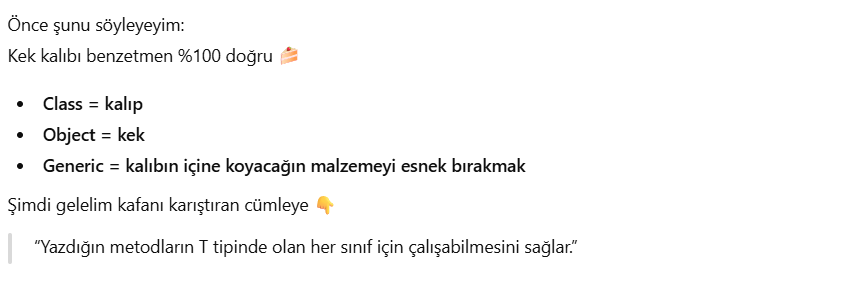 Önce şunu söyleyeyim:
Kek kalıbı benzetmen %100 doğru 🍰
• Class = kalıp
• Object = kek
• Generic = kalıbın içine koyacağın malzemeyi esnek bırakmak
Şimdi gelelim kafanı karıştıran cümleye 👇
“Yazdığın metodların T tipinde olan her sınıf için çalışabilmesini sağlar.”